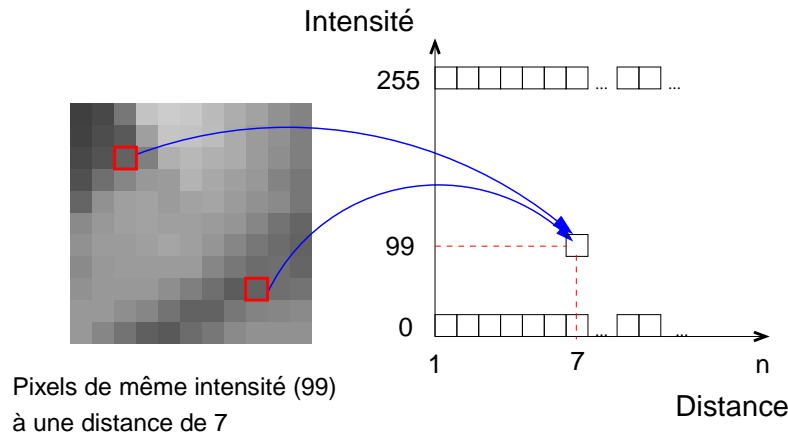 Intensité
255
... ...
99
0
... ...
1 7 n
Distance
Pixels de même intensité (99)
à une distance de 7